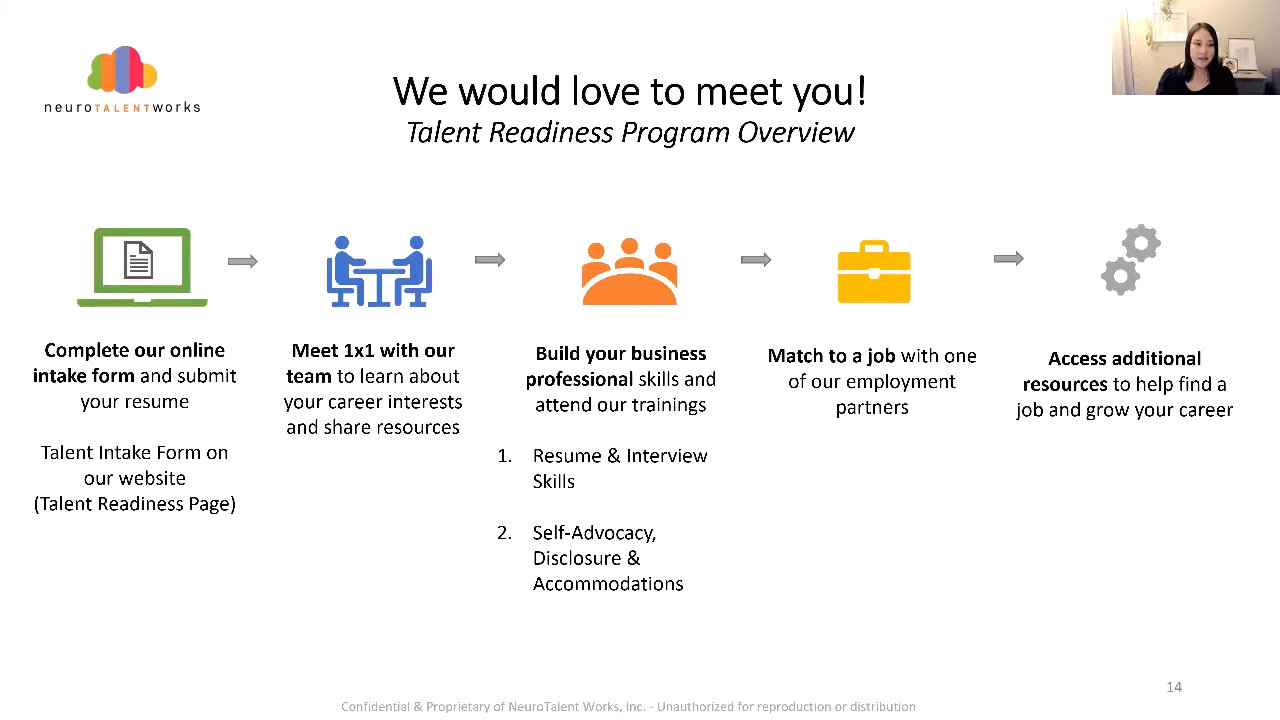 neuroTALENTworks
We would love to meet you!
Talent Readiness Program Overview
Complete our online
intake form and submit
your resume
Talent Intake Form on
our website
(Talent Readiness Page)
Meet 1x1 with our
team to learn about
your career interests
and share resources
Build your business
professional skills and
attend our trainings
1. Resume & Interview
Skills
2. Self-Advocacy,
Disclosure &
Accommodations
Match to a job with one
of our employment
partners
Access additional
resources to help find a
job and grow your career
14
Confidential & Proprietary of NeuroTalent Works, Inc. - Unauthorized for reproduction or distribution